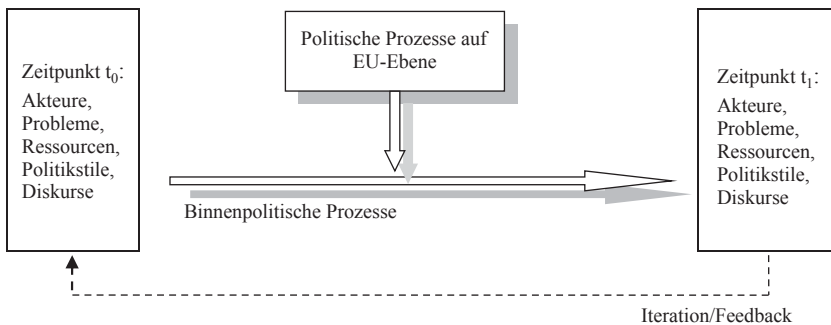 Politische Prozesse auf
EU-Ebene
Zeitpunkt t₀:
Akteure,
Probleme,
Ressourcen,
Politikstile,
Diskurse
Zeitpunkt t₁:
Akteure,
Probleme,
Ressourcen,
Politikstile,
Diskurse
Binnenpolitische Prozesse
Iteration/Feedback